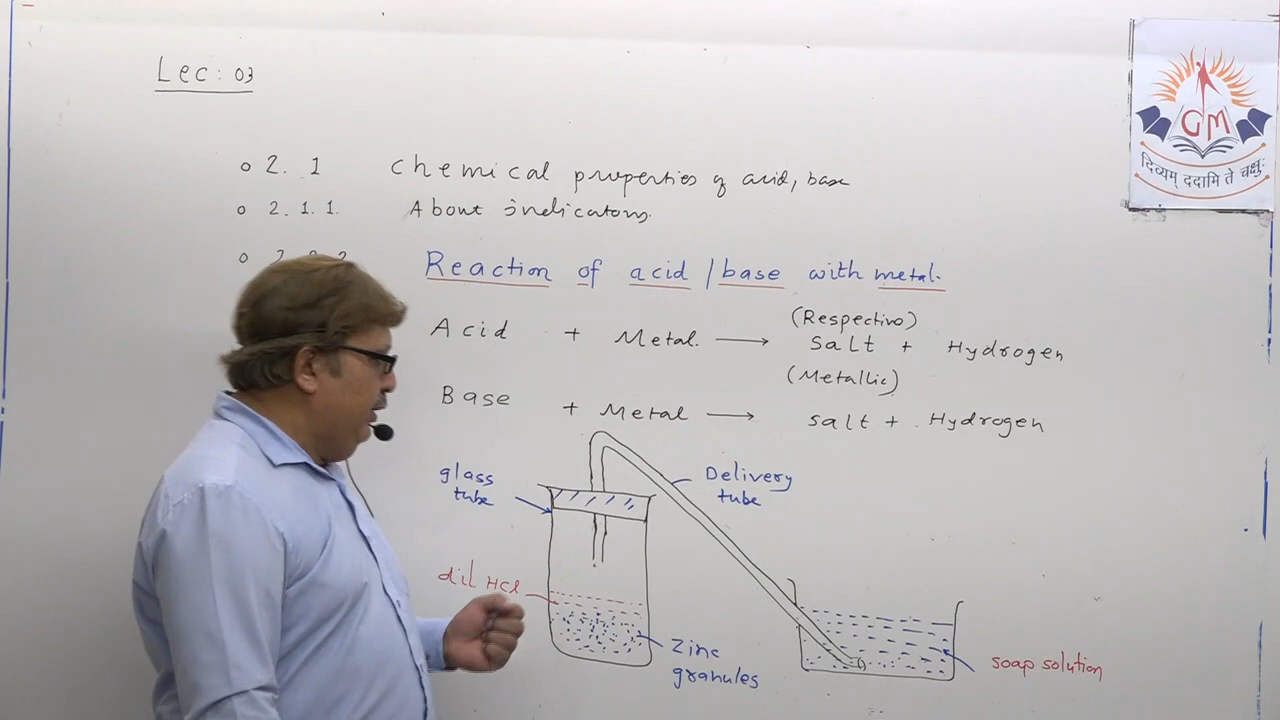 Lec: 03
GM
दिव्यम् ददामि ते चक्षुः
2. 1 Chemical properties of acid, base
2. 1. 1. About indicators.
Reaction of acid / base with metal.
(Respective)
Acid + Metal. → Salt + Hydrogen
(Metallic)
Base + Metal → salt + Hydrogen
glass tube
Delivery tube
dil HCl
Zinc granules
soap solution